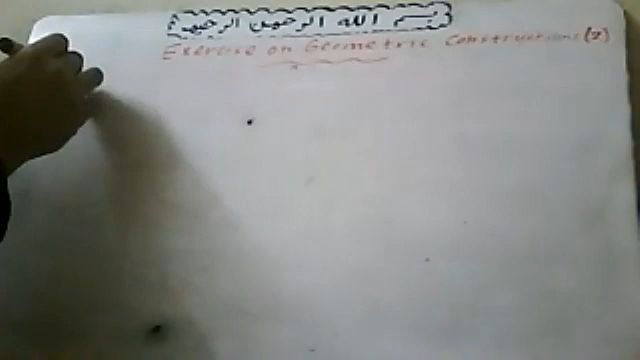 بسم الله الرحمن الرحيم
Exercise on Geometric Constructions (2)